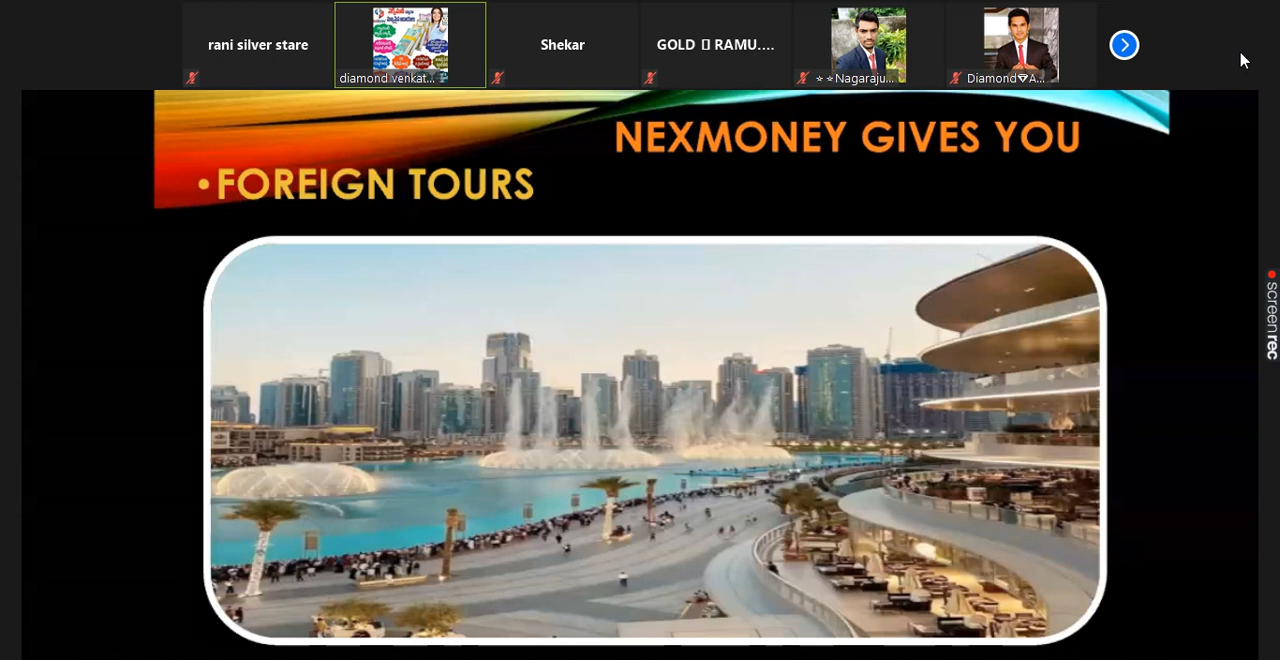 rani silver stare
diamond.venkat...
Shekar
GOLD ▯ RAMU....
⭐⭐Nagaraju...
Diamond💎A...
NEXMONEY GIVES YOU
• FOREIGN TOURS
screenrec